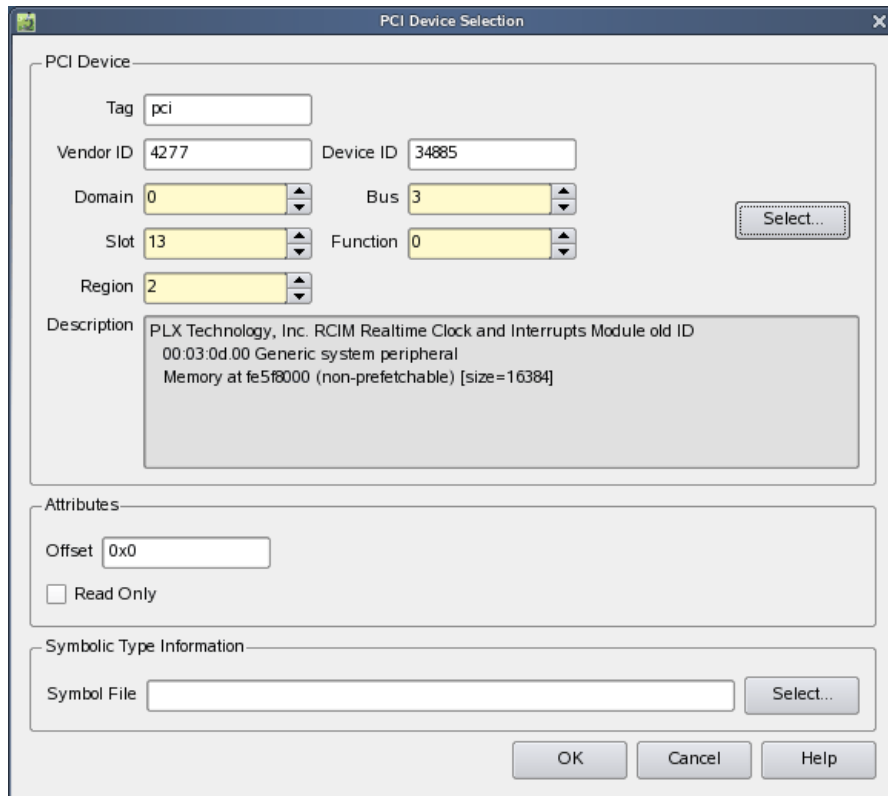 PCI Device Selection
PCI Device
Tag pci
Vendor ID 4277 Device ID 34885
Domain 0 Bus 3
Select...
Slot 13 Function 0
Region 2
Description PLX Technology, Inc. RCIM Realtime Clock and Interrupts Module old ID
00:03:0d.00 Generic system peripheral
Memory at fe5f8000 (non-prefetchable) [size=16384]
Attributes
Offset 0x0
Read Only
Symbolic Type Information
Symbol File Select...
OK Cancel Help